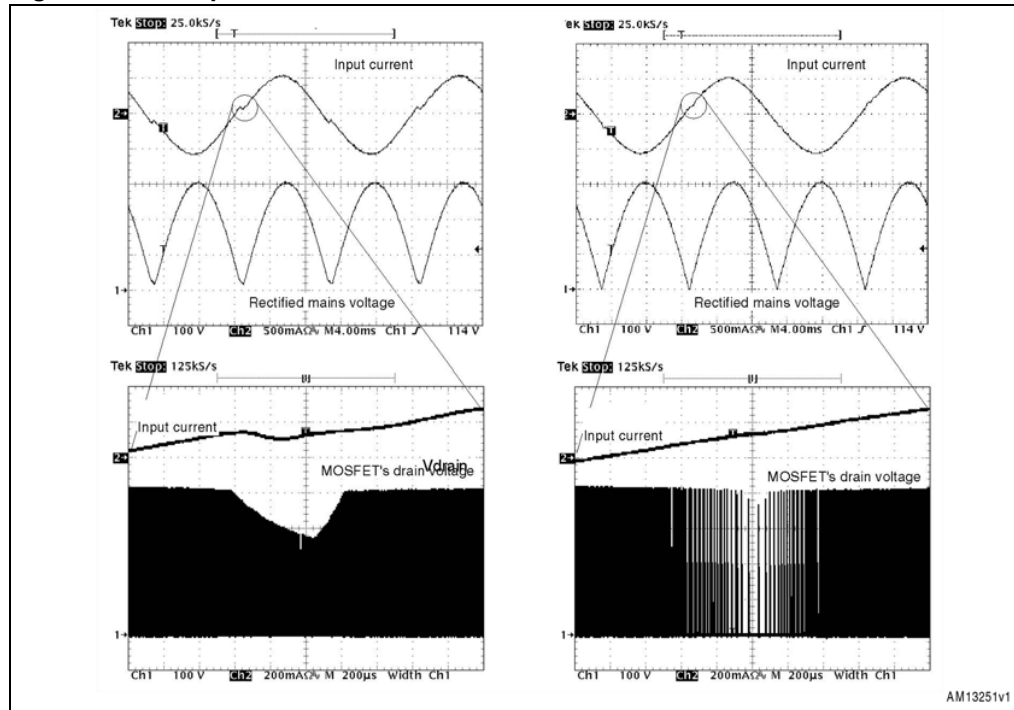 Tek Stop: 25.0kS/s
[ T ]
Input current
2→
T
T
Rectified mains voltage
1→
Ch1 100 V Ch2 500mAΩ∿ M4.00ms Ch1 ƒ 114 V
ek Stop: 25.0kS/s
[ T ]
Input current
2→
T
T
Rectified mains voltage
1→
Ch1 100 V Ch2 500mAΩ∿ M4.00ms Ch1 ƒ 114 V
Tek Stop: 125kS/s
Input current
T
2→
Vdrain
MOSFET's drain voltage
1→
Ch1 100 V Ch2 200mAΩ∿ M 200µs Width Ch1
Tek Stop: 125kS/s
Input current
T
2→
MOSFET's drain voltage
1→
Ch1 100 V Ch2 200mAΩ∿ M 200µs Width Ch1
AM13251v1